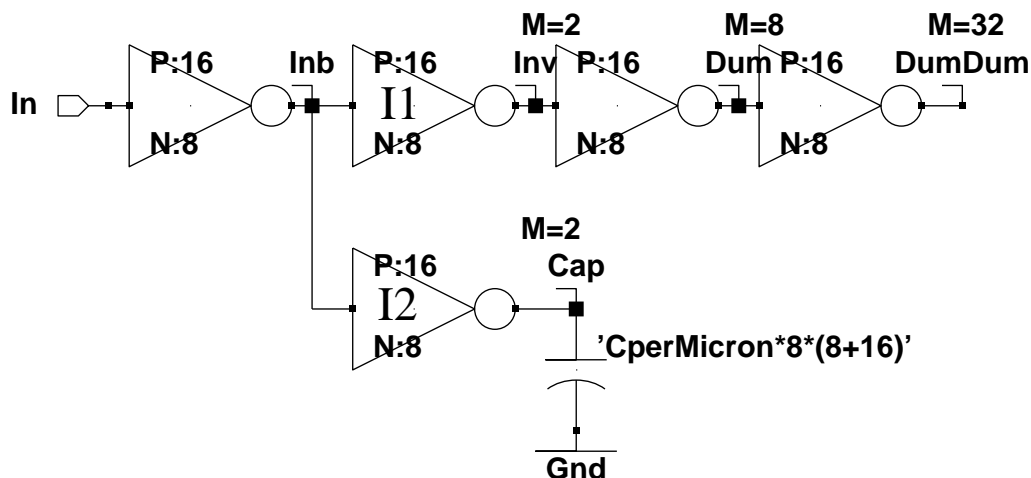 M=2 M=8 M=32
P:16 Inb P:16 Inv P:16 Dum P:16 DumDum
In I1
N:8 N:8 N:8 N:8
M=2
P:16 Cap
I2
N:8 'CperMicron*8*(8+16)'
Gnd